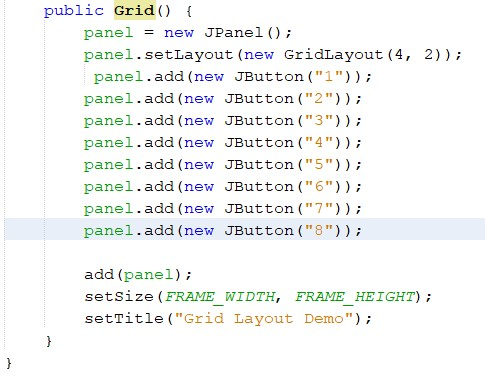 public Grid() {
panel = new JPanel();
panel.setLayout(new GridLayout(4, 2));
panel.add(new JButton("1"));
panel.add(new JButton("2"));
panel.add(new JButton("3"));
panel.add(new JButton("4"));
panel.add(new JButton("5"));
panel.add(new JButton("6"));
panel.add(new JButton("7"));
panel.add(new JButton("8"));
add(panel);
setSize(FRAME_WIDTH, FRAME_HEIGHT);
setTitle("Grid Layout Demo");
}
}